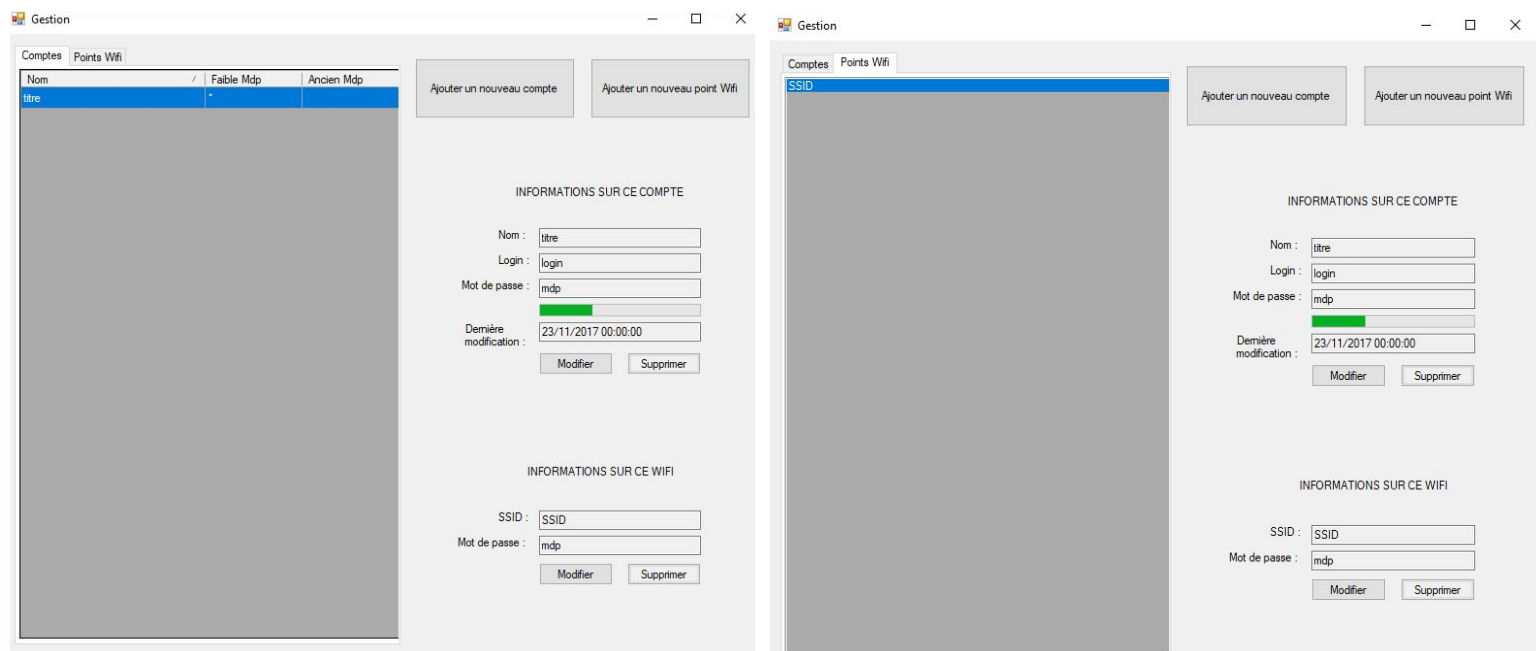 Gestion
Comptes Points Wifi
Nom / Faible Mdp Ancien Mdp
titre *
Ajouter un nouveau compte Ajouter un nouveau point Wifi
INFORMATIONS SUR CE COMPTE
Nom : titre
Login : login
Mot de passe : mdp
Dernière
modification : 23/11/2017 00:00:00
Modifier Supprimer
INFORMATIONS SUR CE WIFI
SSID : SSID
Mot de passe : mdp
Modifier Supprimer
Gestion
Comptes Points Wifi
SSID
Ajouter un nouveau compte Ajouter un nouveau point Wifi
INFORMATIONS SUR CE COMPTE
Nom : titre
Login : login
Mot de passe : mdp
Dernière
modification : 23/11/2017 00:00:00
Modifier Supprimer
INFORMATIONS SUR CE WIFI
SSID : SSID
Mot de passe : mdp
Modifier Supprimer